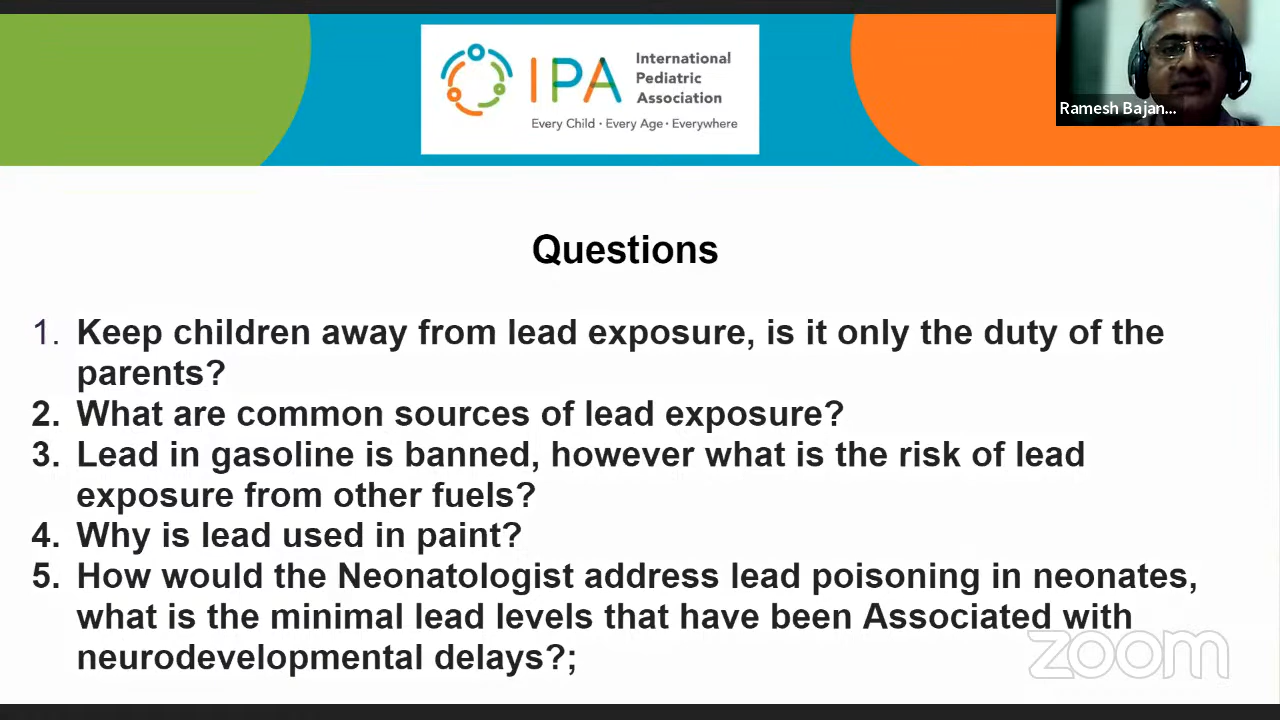 IPA
International
Pediatric
Association
Every Child · Every Age · Everywhere
Ramesh Bajan...
Questions
1. Keep children away from lead exposure, is it only the duty of the
parents?
2. What are common sources of lead exposure?
3. Lead in gasoline is banned, however what is the risk of lead
exposure from other fuels?
4. Why is lead used in paint?
5. How would the Neonatologist address lead poisoning in neonates,
what is the minimal lead levels that have been Associated with
neurodevelopmental delays?;
zoom